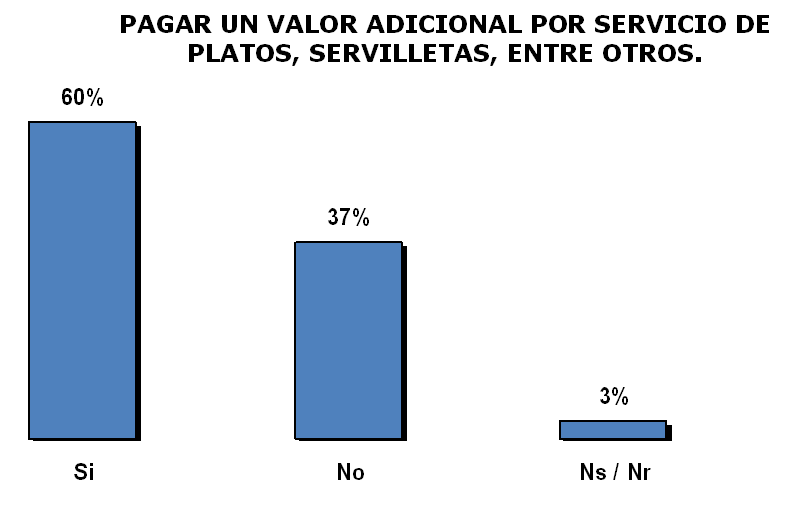 PAGAR UN VALOR ADICIONAL POR SERVICIO DE
PLATOS, SERVILLETAS, ENTRE OTROS.
60%
37%
3%
Si
No
Ns / Nr